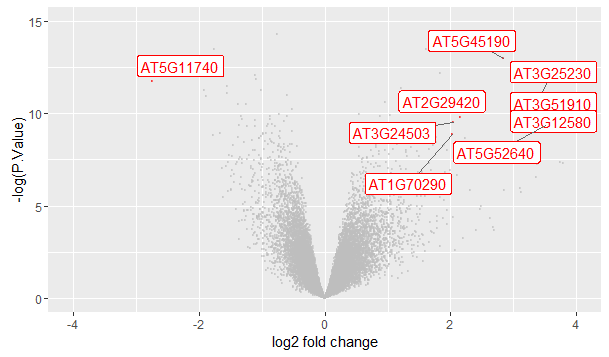 15
10
5
0
-log(P.Value)
AT5G45190
AT5G11740
AT3G25230
AT2G29420
AT3G51910
AT3G12580
AT3G24503
AT5G52640
AT1G70290
-4
-2
0
2
4
log2 fold change